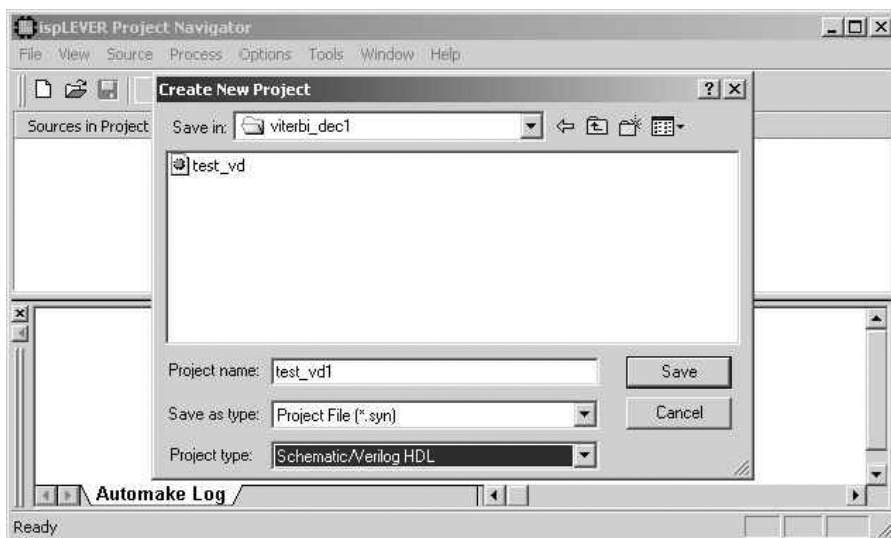 ispLEVER Project Navigator
File View Source Process Options Tools Window Help
Create New Project
Sources in Project
Save in: viterbi_dec1
test_vd
Project name: test_vd1
Save
Save as type: Project File (*.syn)
Cancel
Project type: Schematic/Verilog HDL
Automake Log
Ready